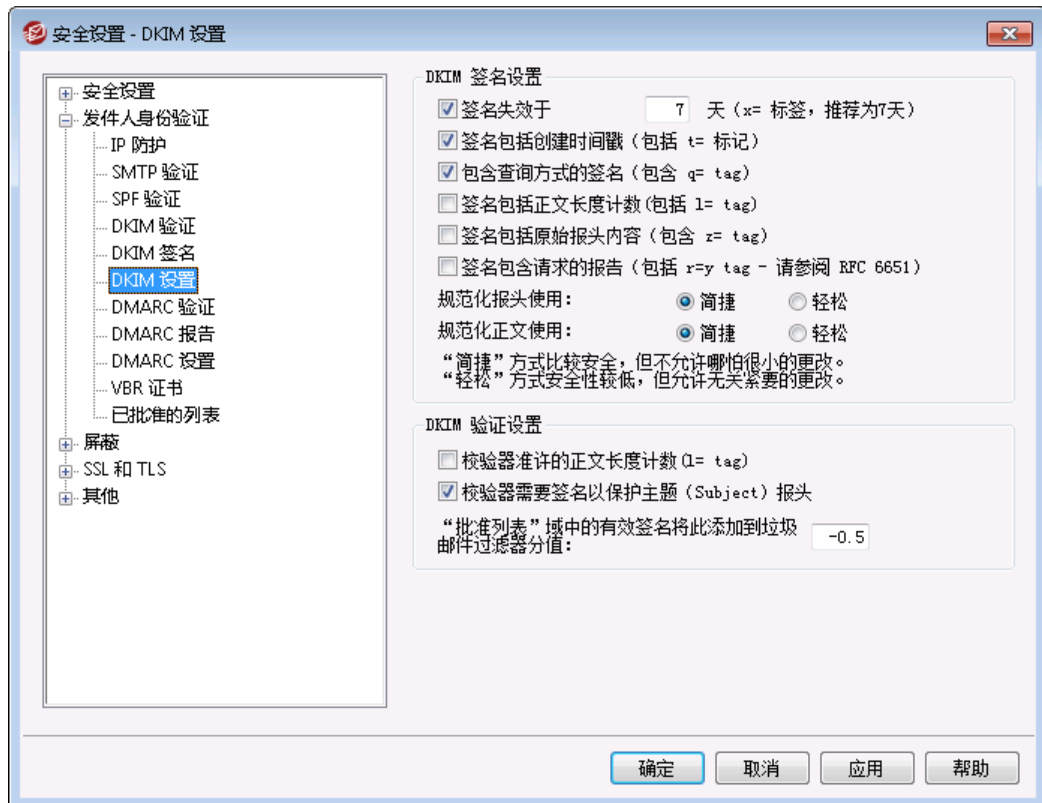 安全设置 - DKIM 设置
安全设置
发件人身份验证
IP 防护
SMTP 验证
SPF 验证
DKIM 验证
DKIM 签名
DKIM 设置
DMARC 验证
DMARC 报告
DMARC 设置
VBR 证书
已批准的列表
屏蔽
SSL 和 TLS
其他
DKIM 签名设置
签名失效于 7 天 (x= 标签，推荐为7天)
签名包括创建时间戳 (包括 t= 标记)
包含查询方式的签名 (包含 q= tag)
签名包括正文长度计数(包括 l= tag)
签名包括原始报头内容 (包含 z= tag)
签名包含请求的报告 (包括 r=y tag - 请参阅 RFC 6651)
规范化报头使用: 简捷 轻松
规范化正文使用: 简捷 轻松
“简捷”方式比较安全，但不允许哪怕很小的更改。
“轻松”方式安全性较低，但允许无关紧要的更改。
DKIM 验证设置
校验器准许的正文长度计数(l= tag)
校验器需要签名以保护主题 (Subject) 报头
“批准列表”域中的有效签名将此添加到垃圾
邮件过滤器分值: -0.5
确定 取消 应用 帮助